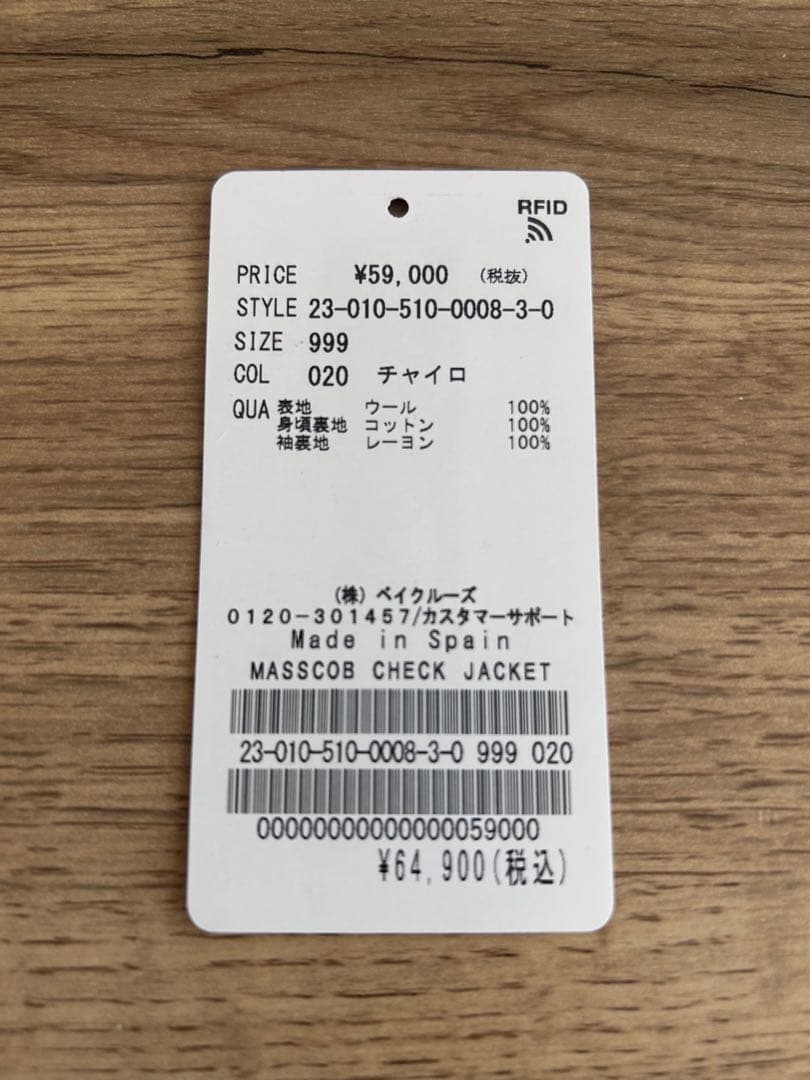 RFID
PRICE ¥59,000 (税抜)
STYLE 23-010-510-0008-3-0
SIZE 999
COL 020 チャイロ
QUA 表地 ウール 100%
身頃裏地 コットン 100%
袖裏地 レーヨン 100%
(株) ベイクルーズ
0120-301457/カスタマーサポート
Made in Spain
MASSCOB CHECK JACKET
23-010-510-0008-3-0 999 020
00000000000000059000
¥64,900(税込)